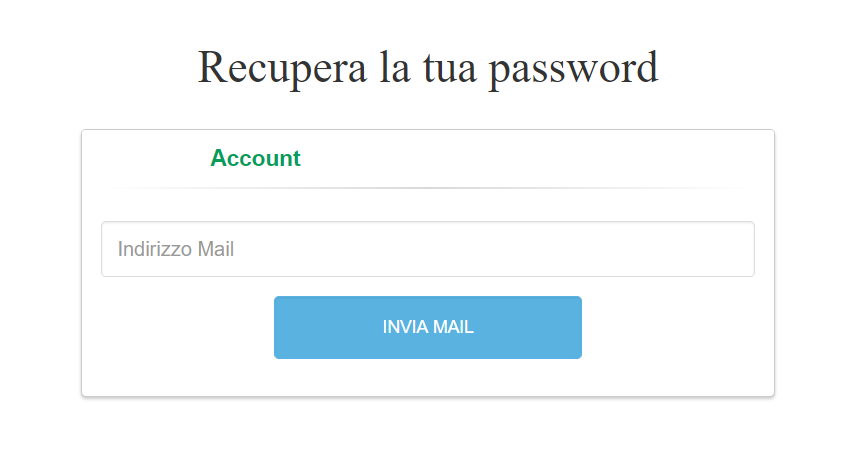 Recupera la tua password
Account
Indirizzo Mail
INVIA MAIL